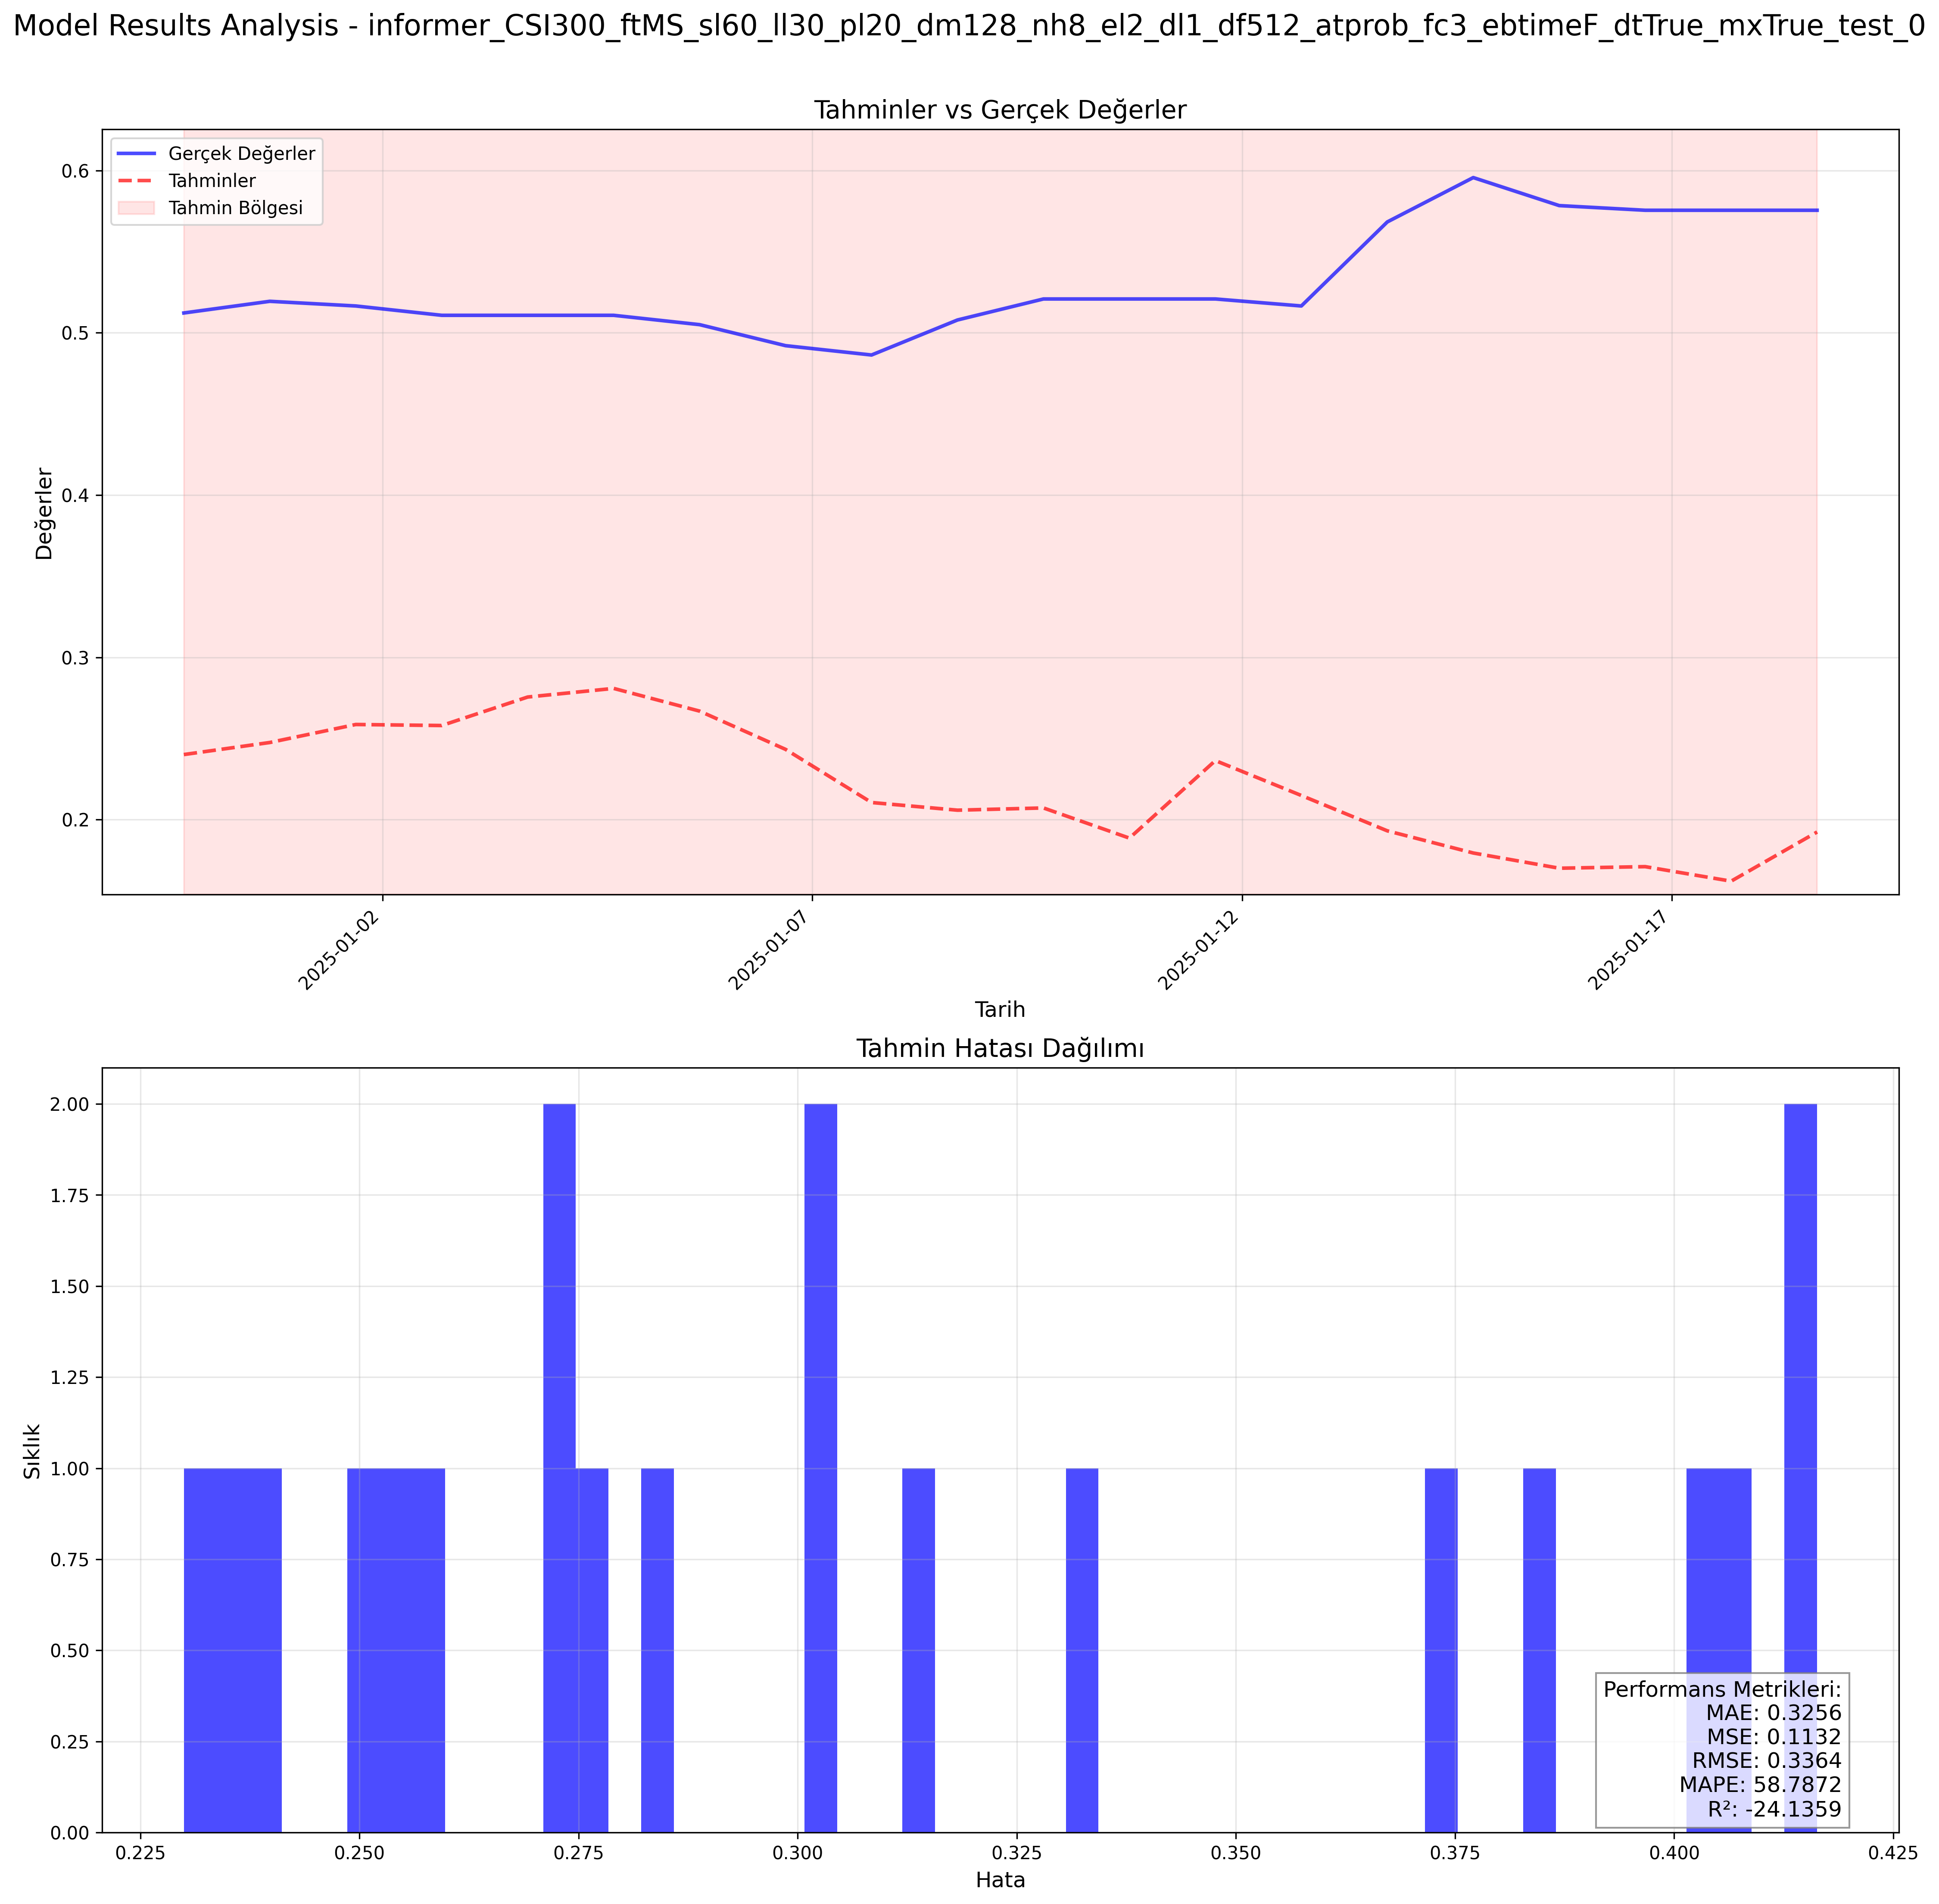 Model Results Analysis - informer_CSI300_ftMS_sl60_ll30_pl20_dm128_nh8_el2_dl1_df512_atprob_fc3_ebtimeF_dtTrue_mxTrue_test_0
Tahminler vs Gerçek Değerler
Gerçek Değerler
Tahminler
Tahmin Bölgesi
Değerler
0.6
0.5
0.4
0.3
0.2
2025-01-02
2025-01-07
2025-01-12
2025-01-17
Tarih
Tahmin Hatası Dağılımı
Sıklık
2.00
1.75
1.50
1.25
1.00
0.75
0.50
0.25
0.00
Performans Metrikleri:
MAE: 0.3256
MSE: 0.1132
RMSE: 0.3364
MAPE: 58.7872
R²: -24.1359
0.225
0.250
0.275
0.300
0.325
0.350
0.375
0.400
0.425
Hata